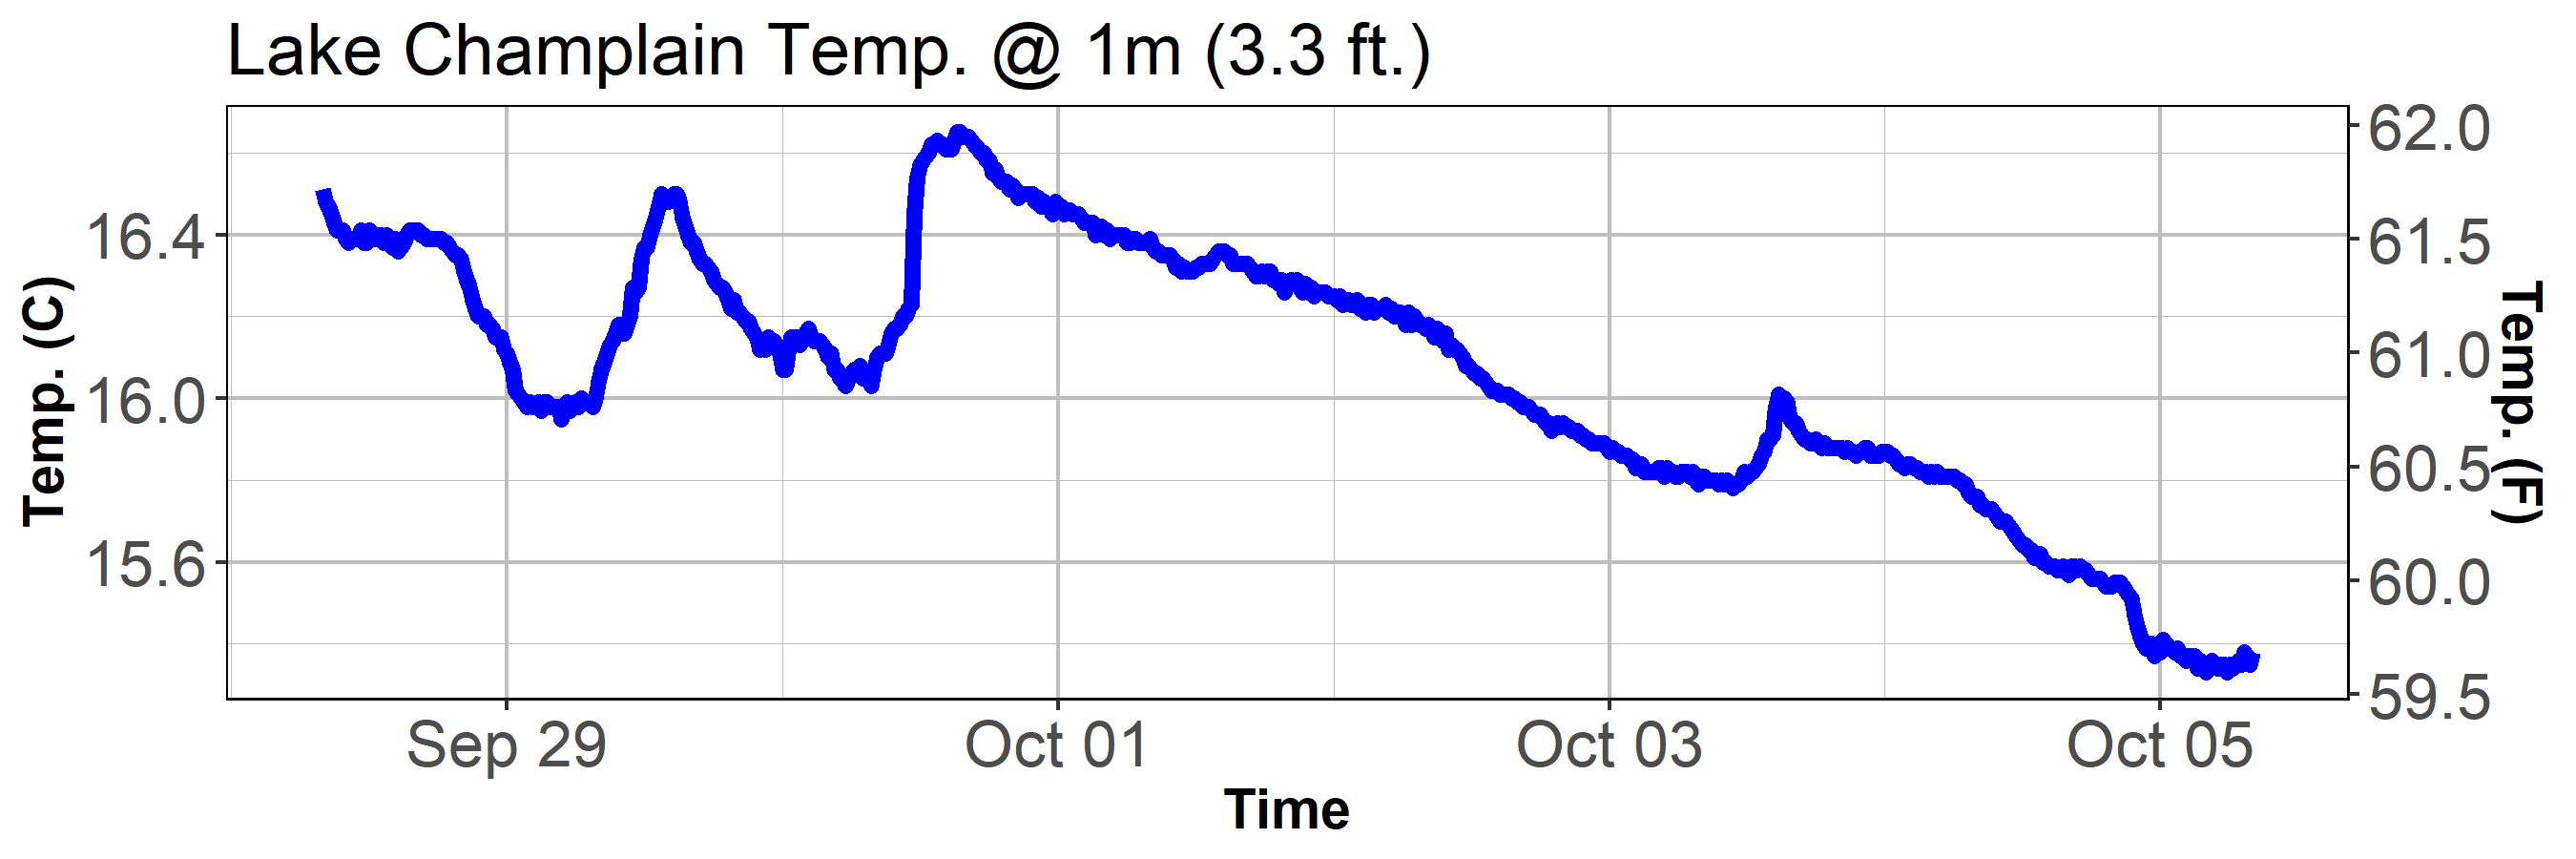 Lake Champlain Temp. @ 1m (3.3 ft.)
Temp. (C)
16.4
16.0
15.6
62.0
61.5
61.0
60.5
60.0
59.5
Temp. (F)
Sep 29
Oct 01
Oct 03
Oct 05
Time